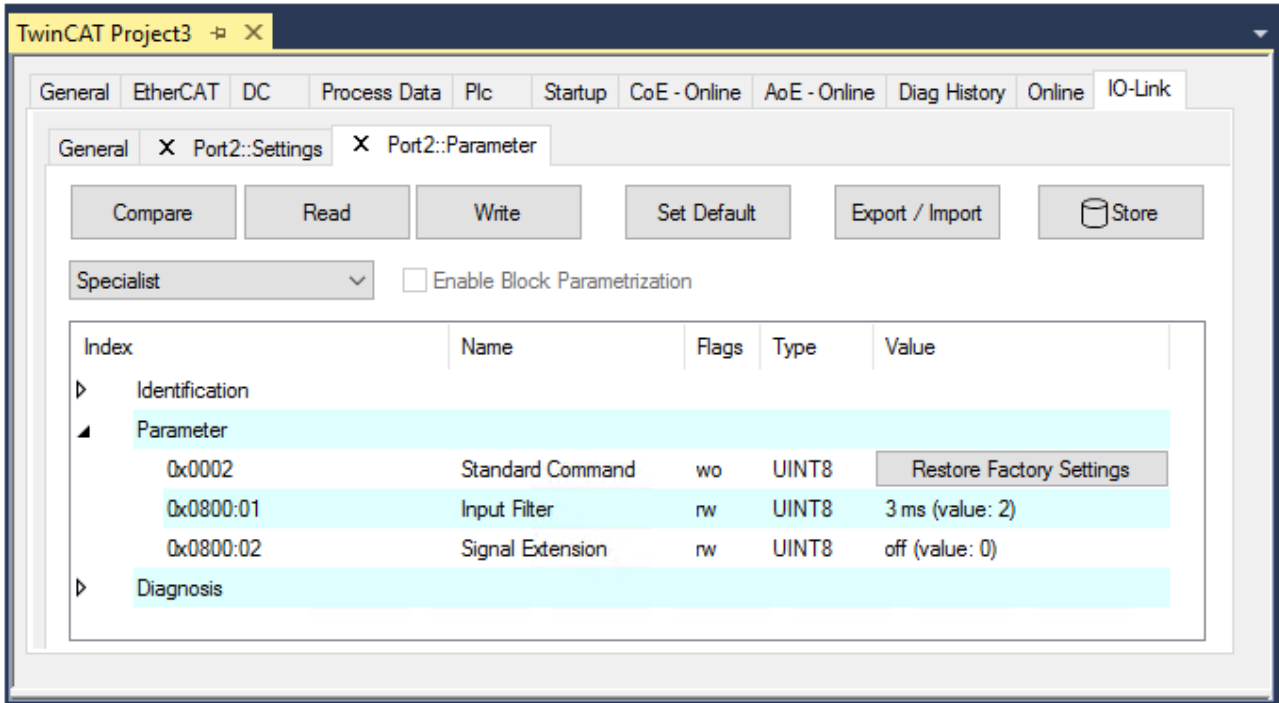 TwinCAT Project3
General EtherCAT DC Process Data Plc Startup CoE - Online AoE - Online Diag History Online IO-Link
General Port2::Settings Port2::Parameter
Compare Read Write Set Default Export / Import Store
Specialist Enable Block Parametrization
Index Name Flags Type Value
Identification
Parameter
0x0002 Standard Command wo UINT8 Restore Factory Settings
0x0800:01 Input Filter rw UINT8 3 ms (value: 2)
0x0800:02 Signal Extension rw UINT8 off (value: 0)
Diagnosis